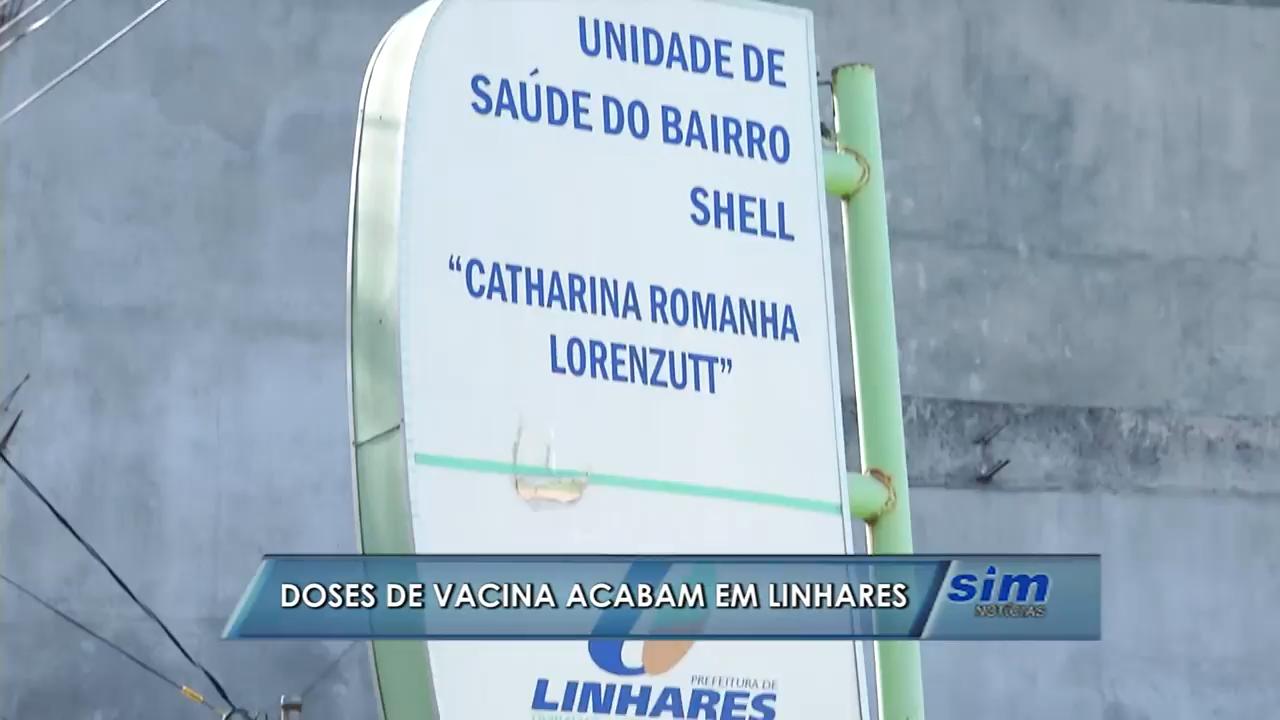 UNIDADE DE
SAÚDE DO BAIRRO
SHELL
“CATHARINA ROMANHA
LORENZUTT”
DOSES DE VACINA ACABAM EM LINHARES
sim
NOTÍCIAS
PREFEITURA DE
LINHARES